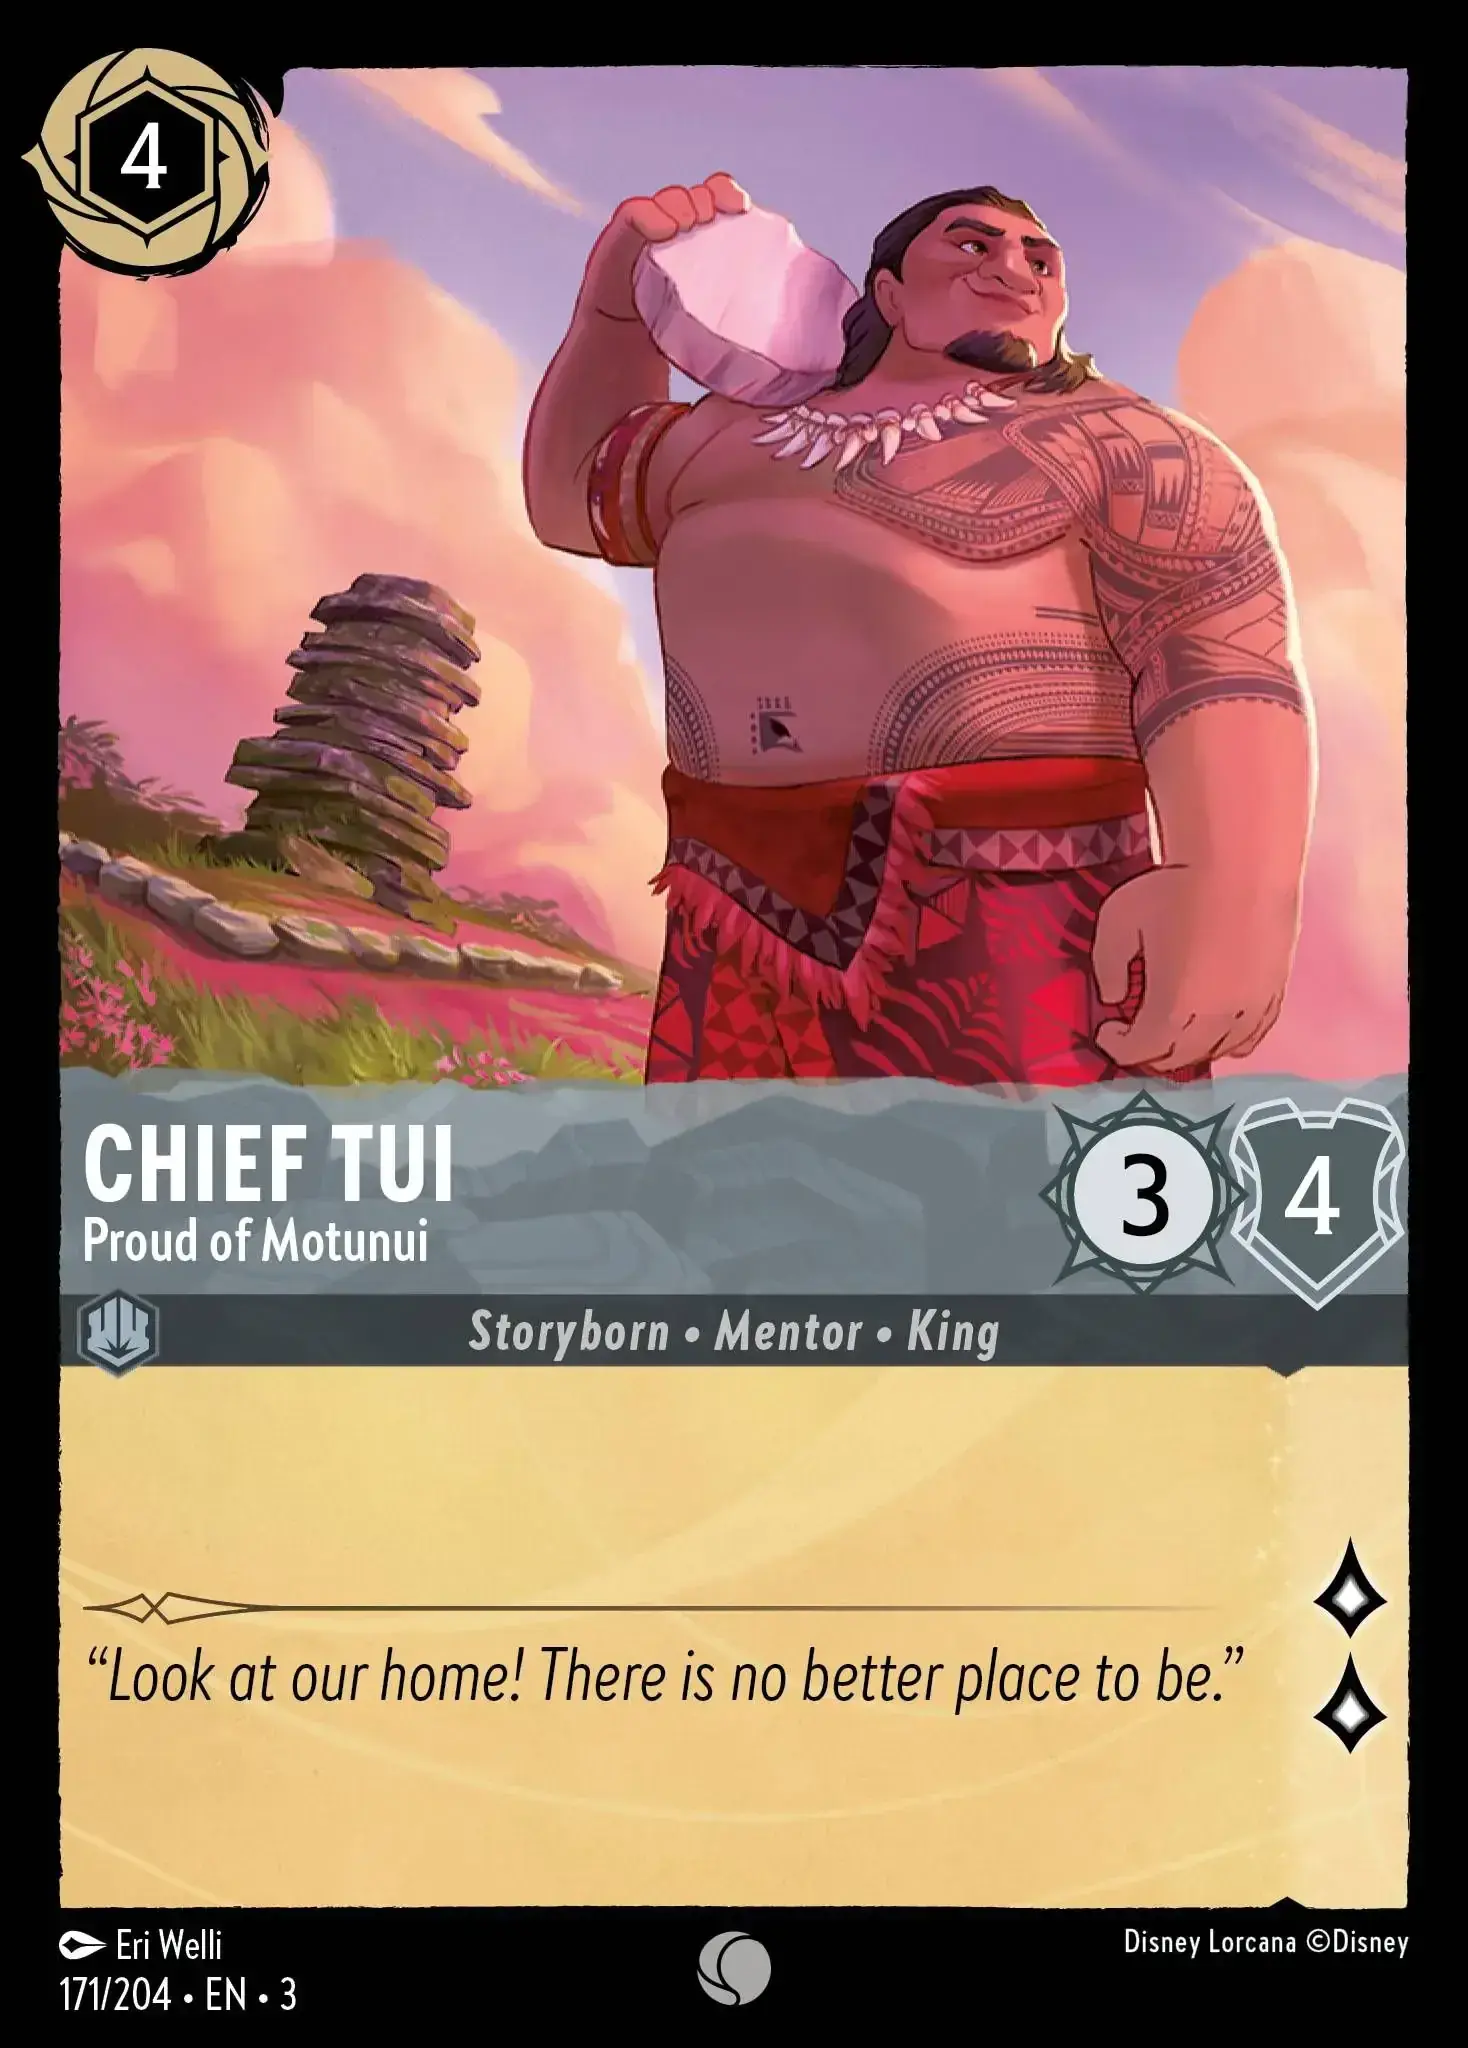 4
CHIEF TUI
Proud of Motunui
3
4
Storyborn • Mentor • King
“Look at our home! There is no better place to be.”
Eri Welli
Disney Lorcana ©Disney
171/204 • EN • 3